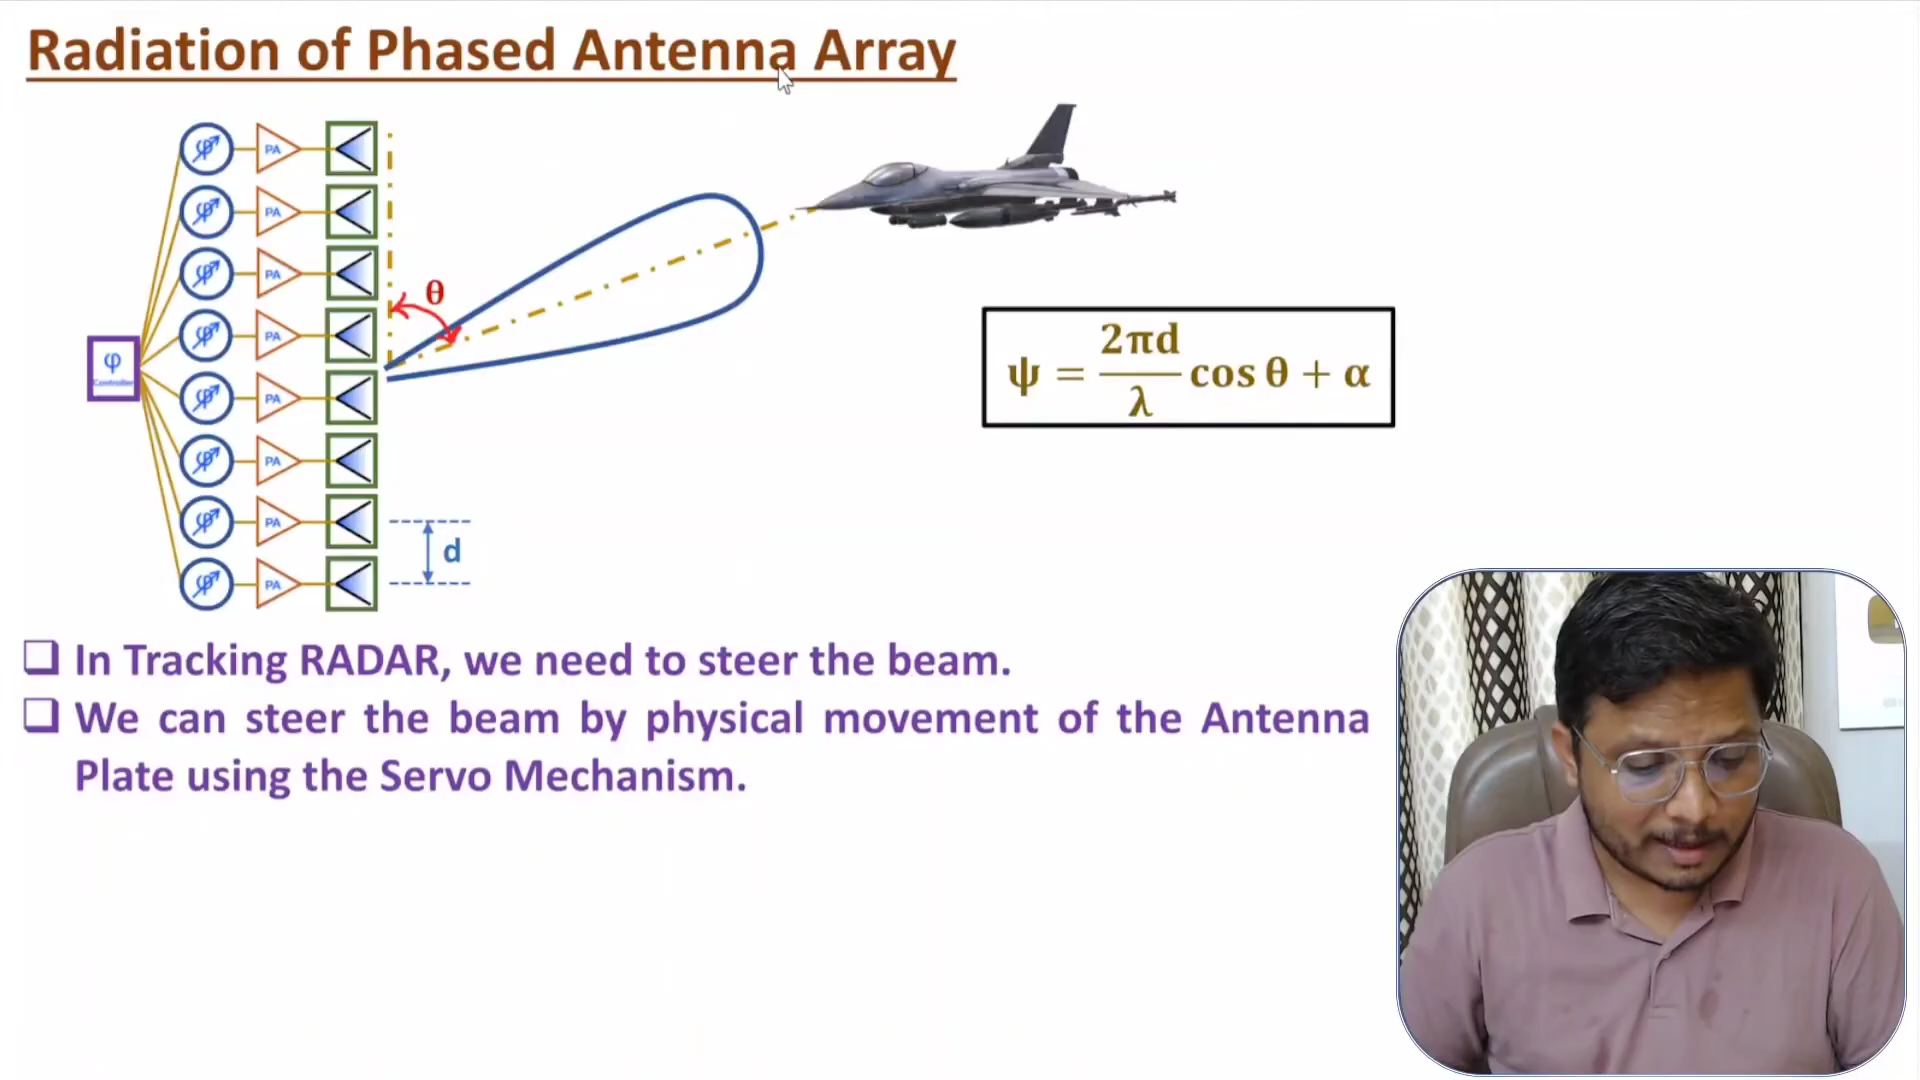 Radiation of Phased Antenna Array
φ PA
φ PA
φ PA
φ PA
φ PA
φ PA
φ PA
φ PA
φ
Controller
θ
d
ψ = 2πd/λ cos θ + α
❑ In Tracking RADAR, we need to steer the beam.
❑ We can steer the beam by physical movement of the Antenna
Plate using the Servo Mechanism.